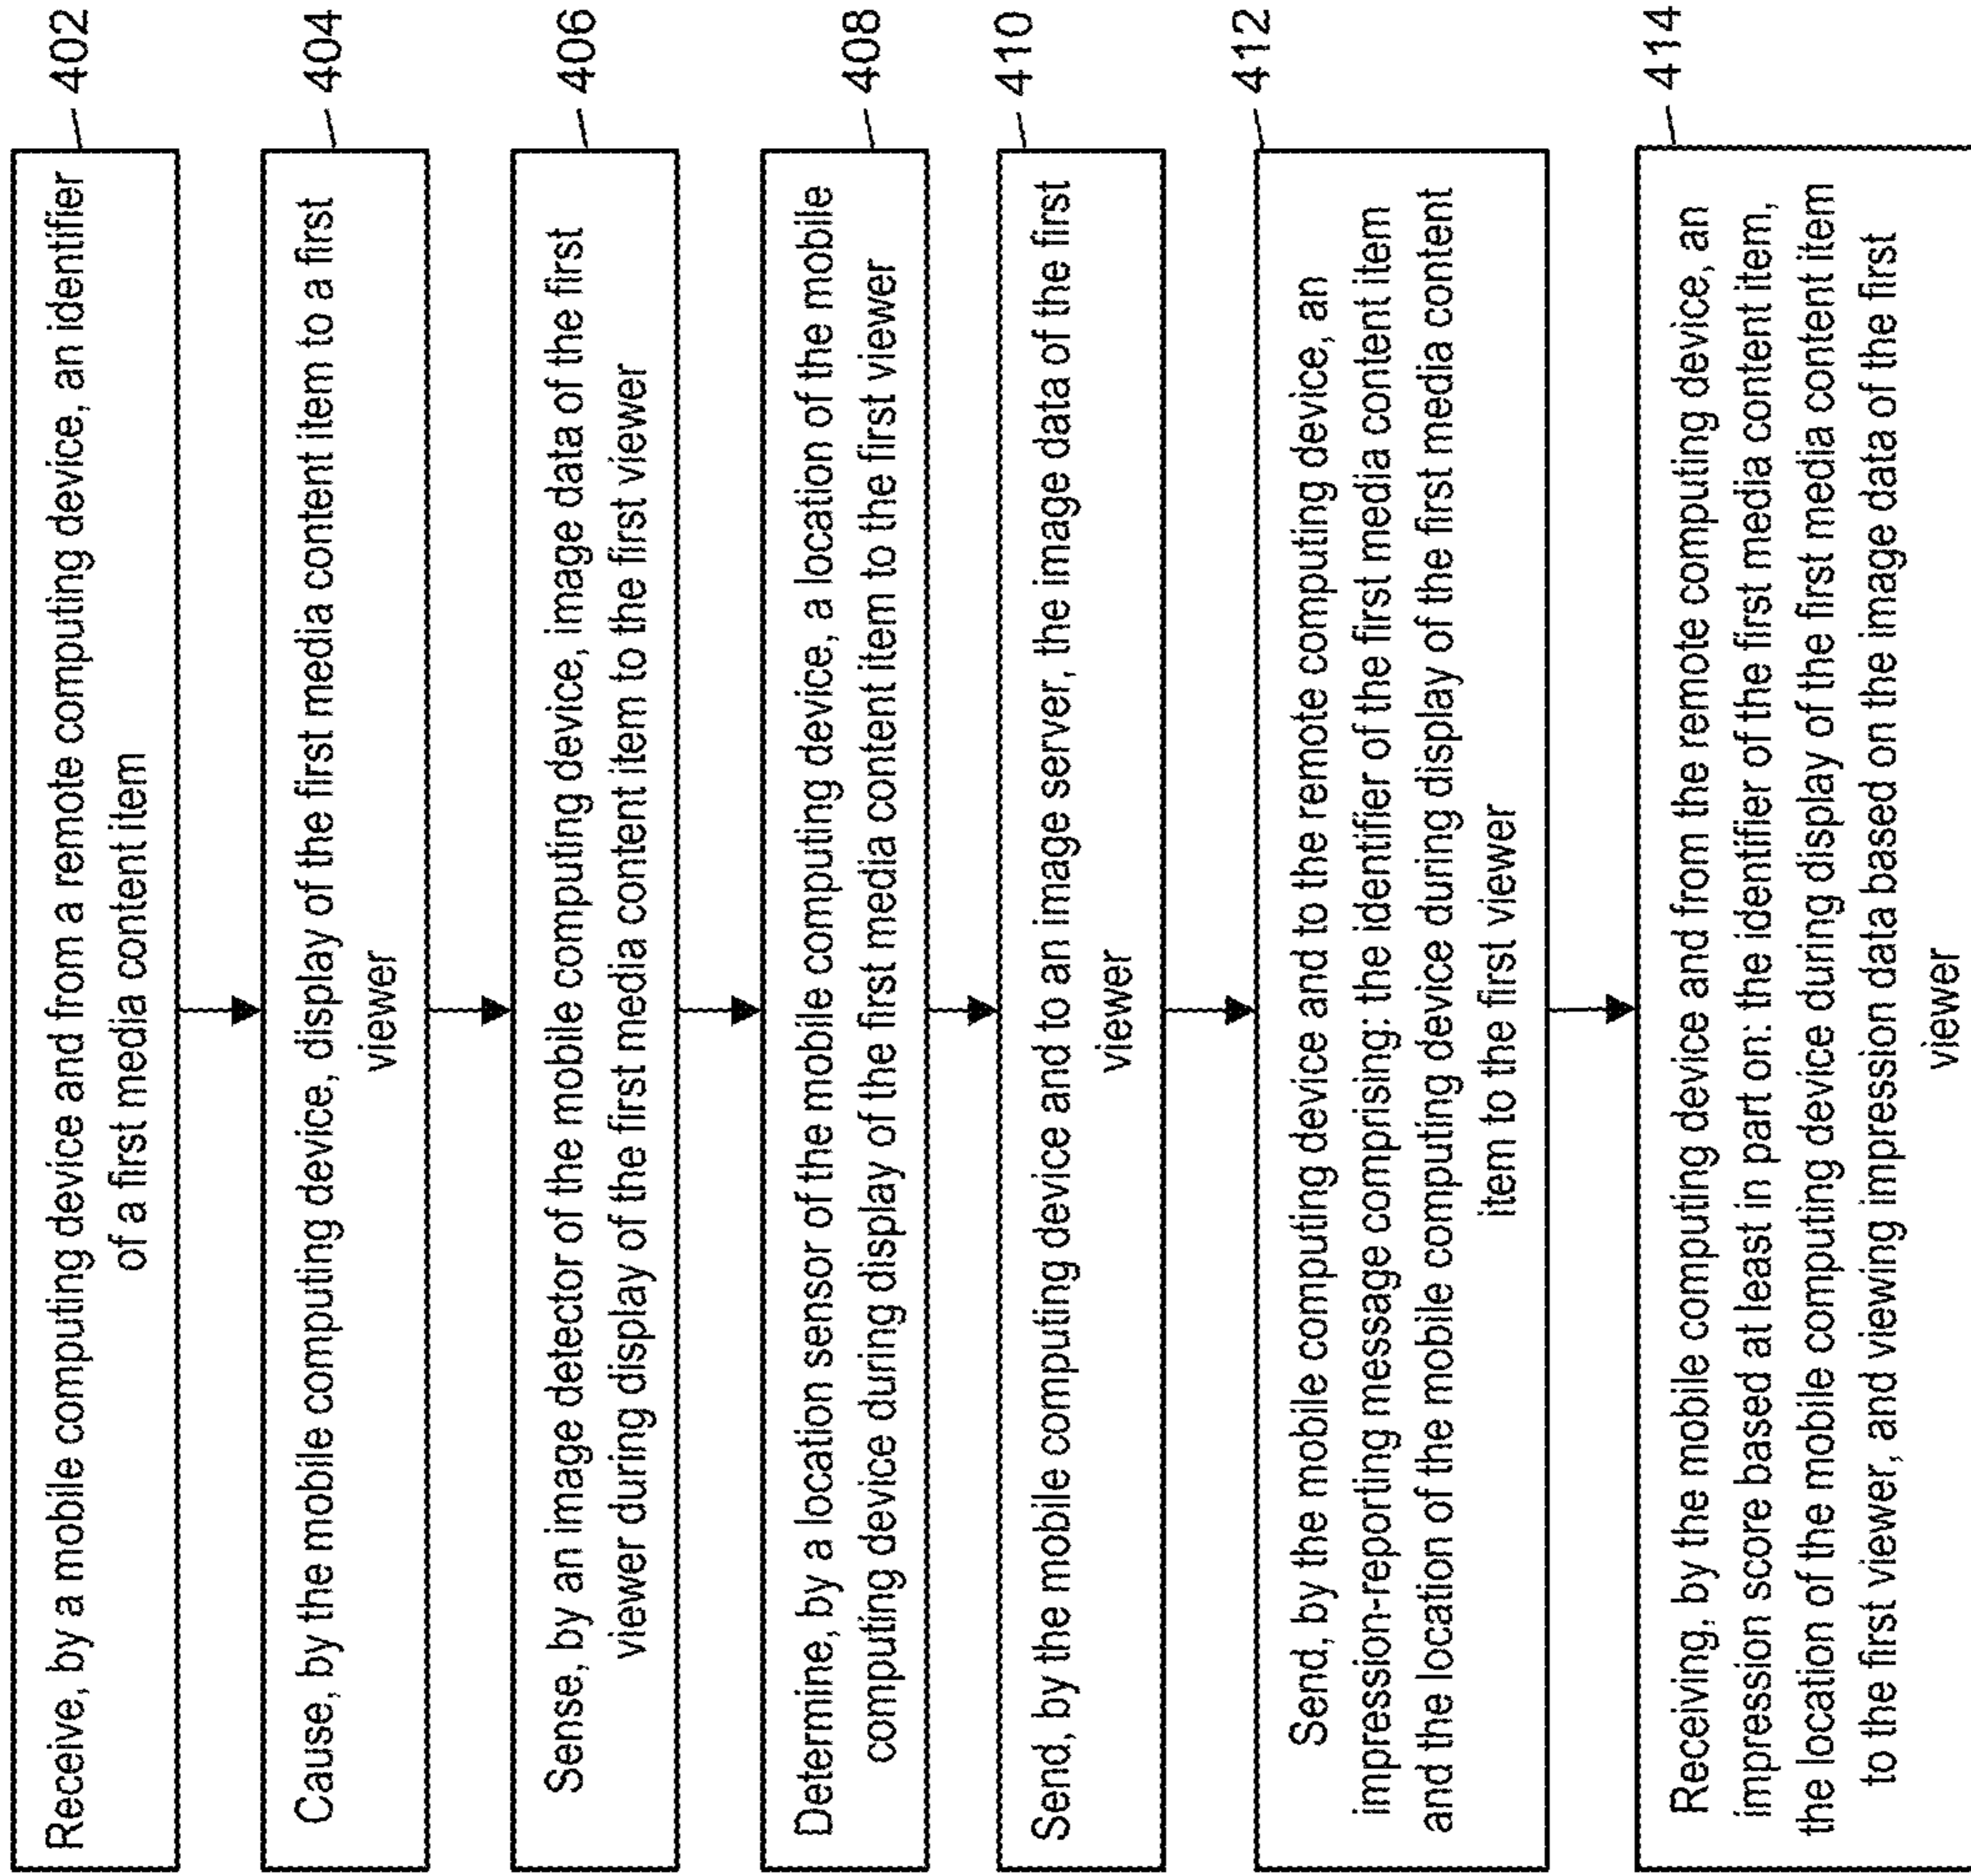 Receive, by a mobile computing device and from a remote computing device, an identifier
of a first media content item
402
Cause, by the mobile computing device, display of the first media content item to a first
viewer
404
Sense, by an image detector of the mobile computing device, image data of the first
viewer during display of the first media content item to the first viewer
406
Determine, by a location sensor of the mobile computing device, a location of the mobile
computing device during display of the first media content item to the first viewer
408
Send, by the mobile computing device and to an image server, the image data of the first
viewer
410
Send, by the mobile computing device and to the remote computing device, an
impression-reporting message comprising: the identifier of the first media content item
and the location of the mobile computing device during display of the first media content
item to the first viewer
412
Receiving, by the mobile computing device and from the remote computing device, an
impression score based at least in part on: the identifier of the first media content item,
the location of the mobile computing device during display of the first media content item
to the first viewer, and viewing impression data based on the image data of the first
viewer
414